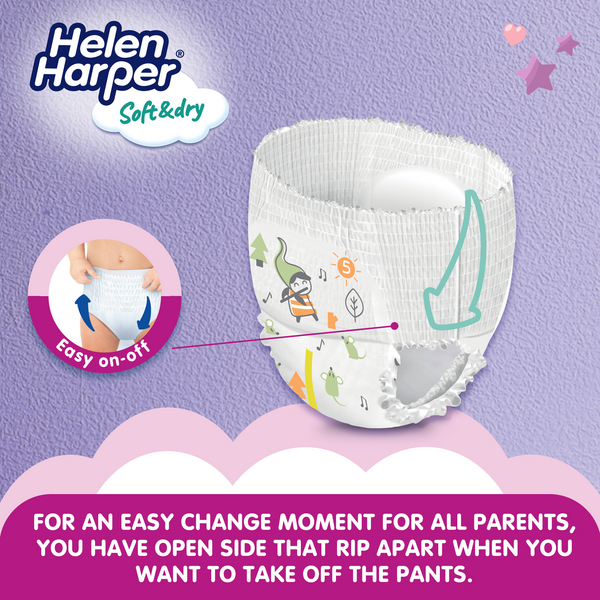 Helen
Harper®
Soft&dry
5
Easy on-off
FOR AN EASY CHANGE MOMENT FOR ALL PARENTS,
YOU HAVE OPEN SIDE THAT RIP APART WHEN YOU
WANT TO TAKE OFF THE PANTS.